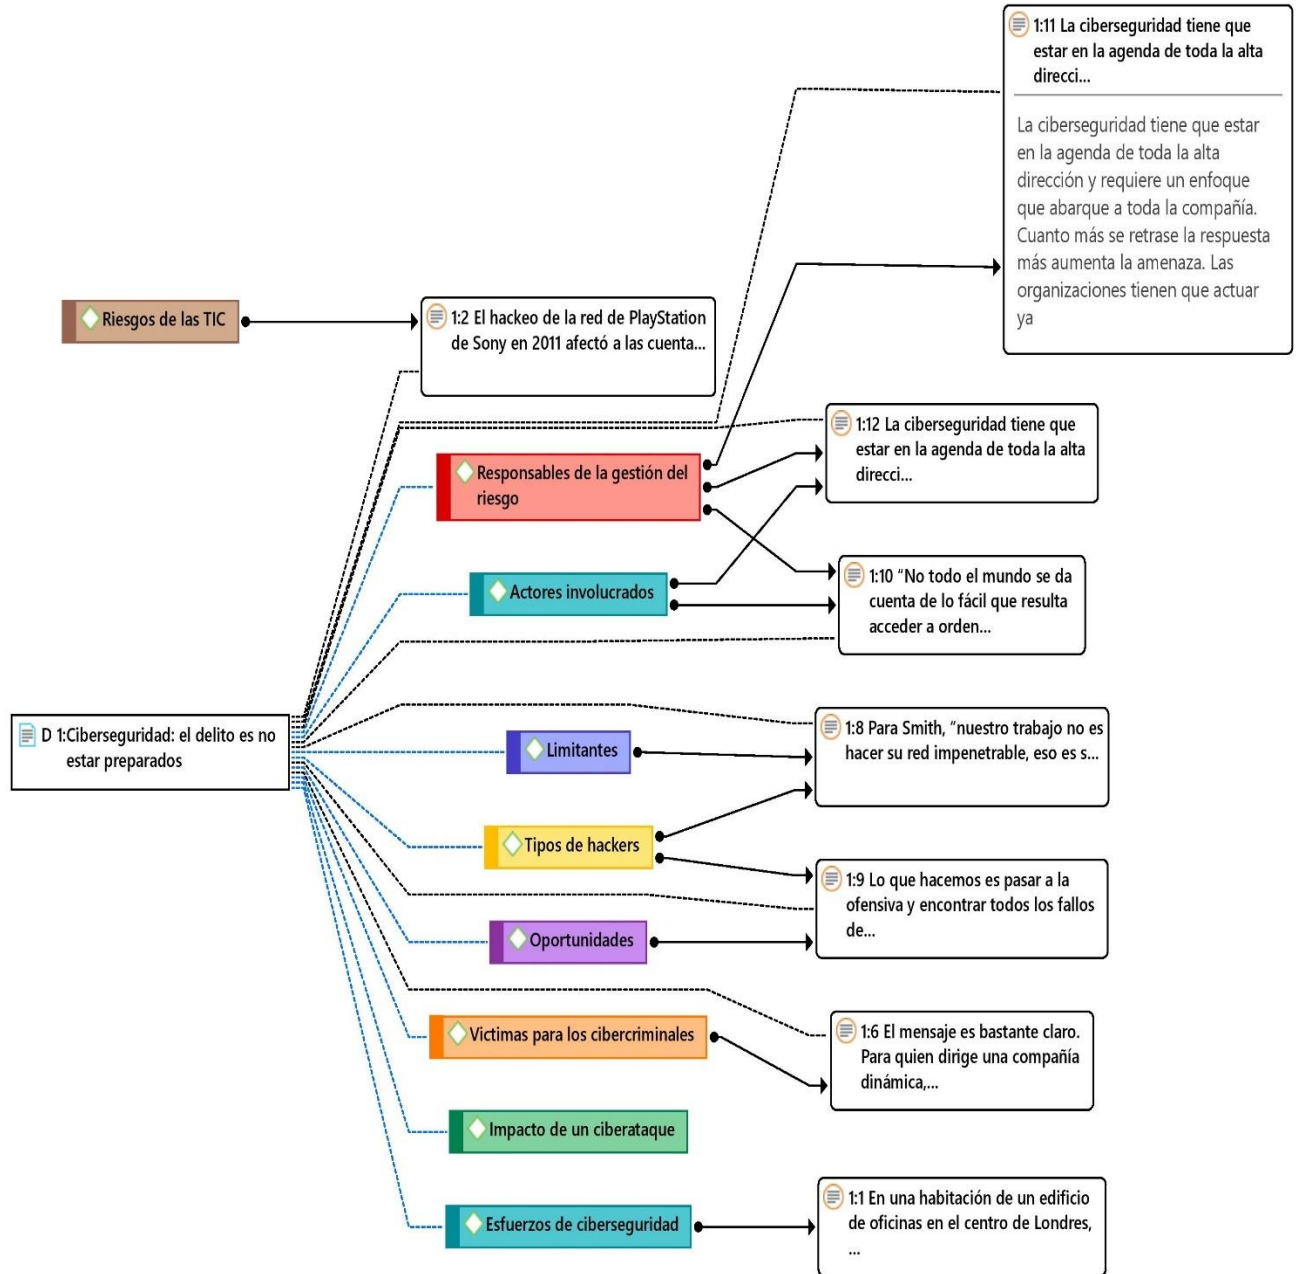 1:11 La ciberseguridad tiene que
estar en la agenda de toda la alta
direcci...
La ciberseguridad tiene que estar
en la agenda de toda la alta
dirección y requiere un enfoque
que abarque a toda la compañía.
Cuanto más se retrase la respuesta
más aumenta la amenaza. Las
organizaciones tienen que actuar
ya
Riesgos de las TIC
1:2 El hackeo de la red de PlayStation
de Sony en 2011 afectó a las cuenta...
1:12 La ciberseguridad tiene que
estar en la agenda de toda la alta
direcci...
Responsables de la gestión del
riesgo
1:10 “No todo el mundo se da
cuenta de lo fácil que resulta
acceder a orden...
Actores involucrados
D 1:Ciberseguridad: el delito es no
estar preparados
1:8 Para Smith, “nuestro trabajo no es
hacer su red impenetrable, eso es s...
Limitantes
Tipos de hackers
1:9 Lo que hacemos es pasar a la
ofensiva y encontrar todos los fallos
de...
Oportunidades
Victimas para los cibercriminales
1:6 El mensaje es bastante claro.
Para quien dirige una compañía
dinámica,...
Impacto de un ciberataque
Esfuerzos de ciberseguridad
1:1 En una habitación de un edificio
de oficinas en el centro de Londres,
...